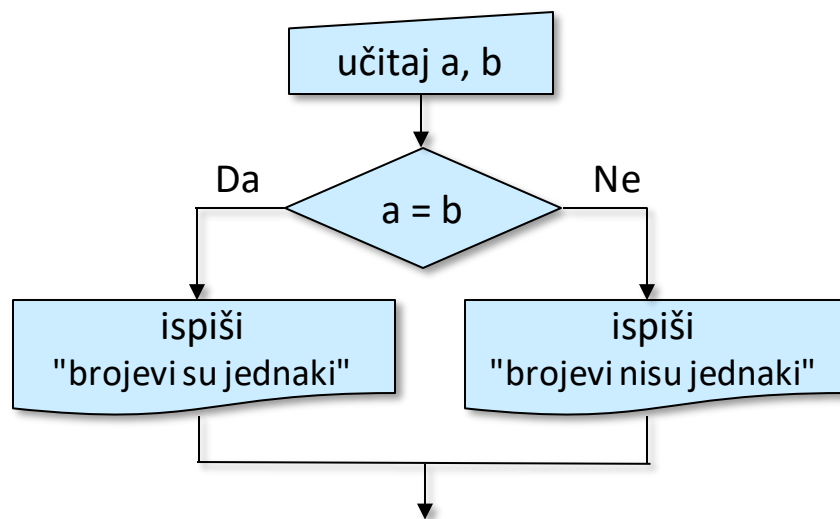 učitaj a, b
Da
Ne
a = b
ispiši
"brojevi su jednaki"
ispiši
"brojevi nisu jednaki"